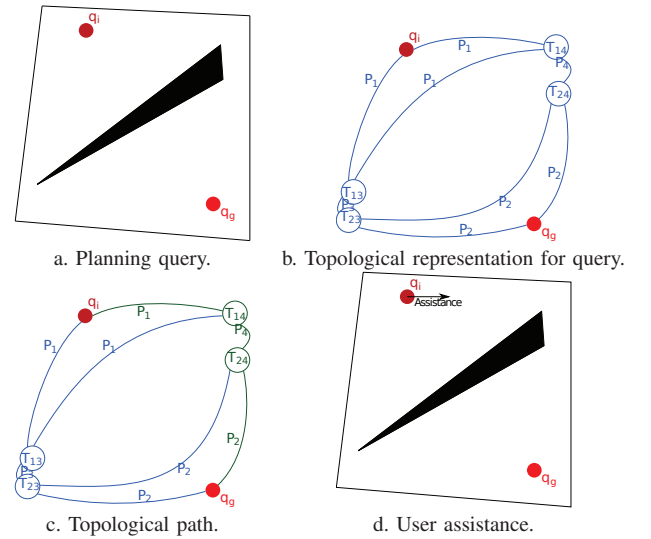 qi
qg
a. Planning query.
qi
P1
T14
P4
P1
P1
T24
T13
P3
T23
P2
P2
P2
qg
b. Topological representation for query.
qi
P1
T14
P4
P1
P1
T24
P2
T13
P3
T23
P2
P2
qg
c. Topological path.
qi
Assistance
qg
d. User assistance.